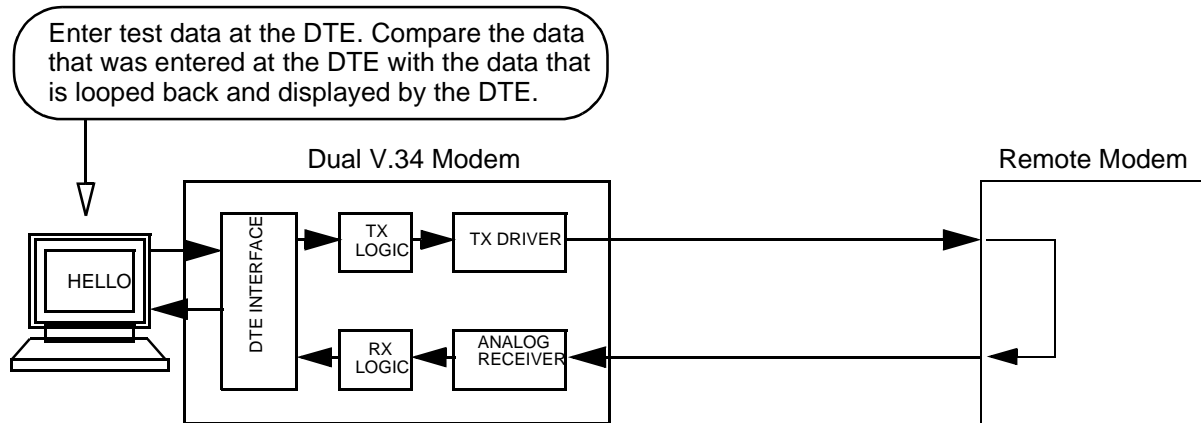 Enter test data at the DTE. Compare the data
that was entered at the DTE with the data that
is looped back and displayed by the DTE.
Dual V.34 Modem
Remote Modem
HELLO
DTE INTERFACE
TX
LOGIC
TX DRIVER
RX
LOGIC
ANALOG
RECEIVER